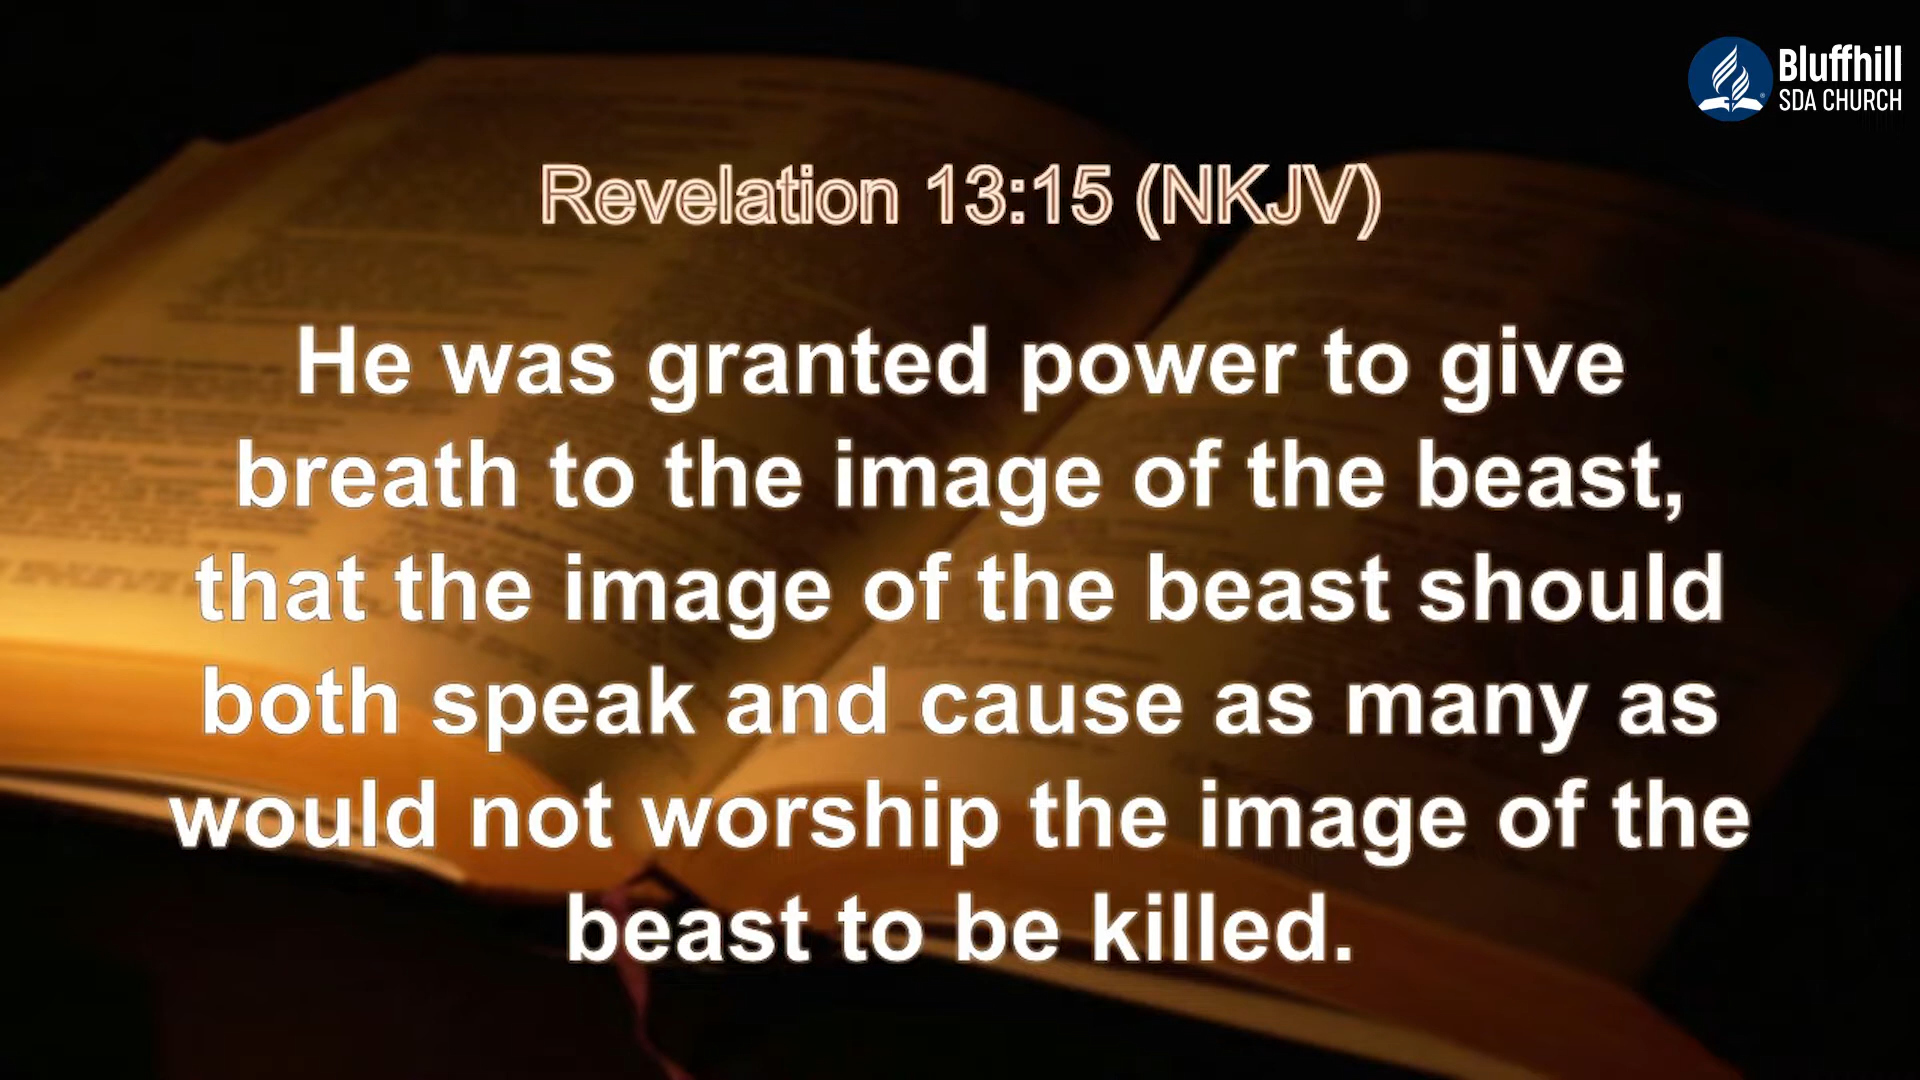 Bluffhill
SDA CHURCH
Revelation 13:15 (NKJV)
He was granted power to give
breath to the image of the beast,
that the image of the beast should
both speak and cause as many as
would not worship the image of the
beast to be killed.